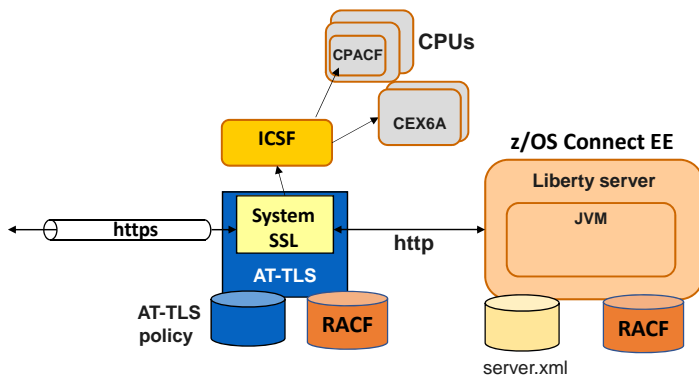 CPUs
CPACF
CEX6A
ICSF
z/OS Connect EE
Liberty server
JVM
System
SSL
https
http
AT-TLS
AT-TLS
policy
RACF
RACF
server.xml